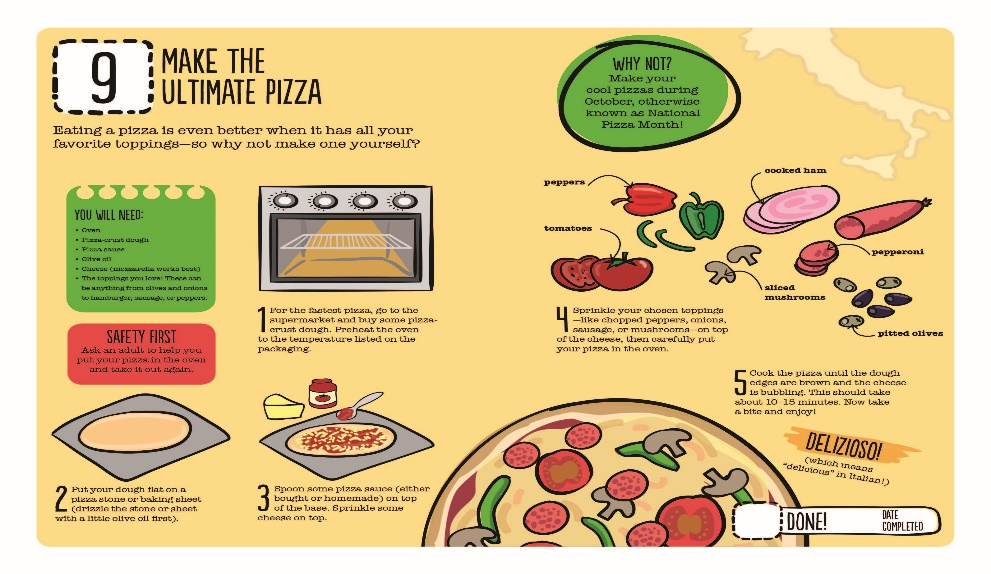 9
MAKE THE
ULTIMATE PIZZA
Eating a pizza is even better when it has all your
favorite toppings—so why not make one yourself?
YOU WILL NEED:
• Oven
• Pizza-crust dough
• Pizza sauce
• Olive oil
• Cheese (mozzarella works best)
• The toppings you love! These can
be anything from olives and onions
to hamburger, sausage, or peppers.
SAFETY FIRST
Ask an adult to help you
put your pizza in the oven
and take it out again.
1 For the fastest pizza, go to the
supermarket and buy some pizza-
crust dough. Preheat the oven
to the temperature listed on the
packaging.
2 Put your dough flat on a
pizza stone or baking sheet
(drizzle the stone or sheet
with a little olive oil first).
3 Spoon some pizza sauce (either
bought or homemade) on top
of the base. Sprinkle some
cheese on top.
WHY NOT?
Make your
cool pizzas during
October, otherwise
known as National
Pizza Month!
peppers
tomatoes
cooked ham
pepperoni
sliced
mushrooms
pitted olives
4 Sprinkle your chosen toppings
—like chopped peppers, onions,
sausage, or mushrooms—on top
of the cheese, then carefully put
your pizza in the oven.
5 Cook the pizza until the dough
edges are brown and the cheese
is bubbling. This should take
about 10–15 minutes. Now take
a bite and enjoy!
DELIZIOSO!
(which means
"delicious" in Italian!)
DONE!
DATE
COMPLETED